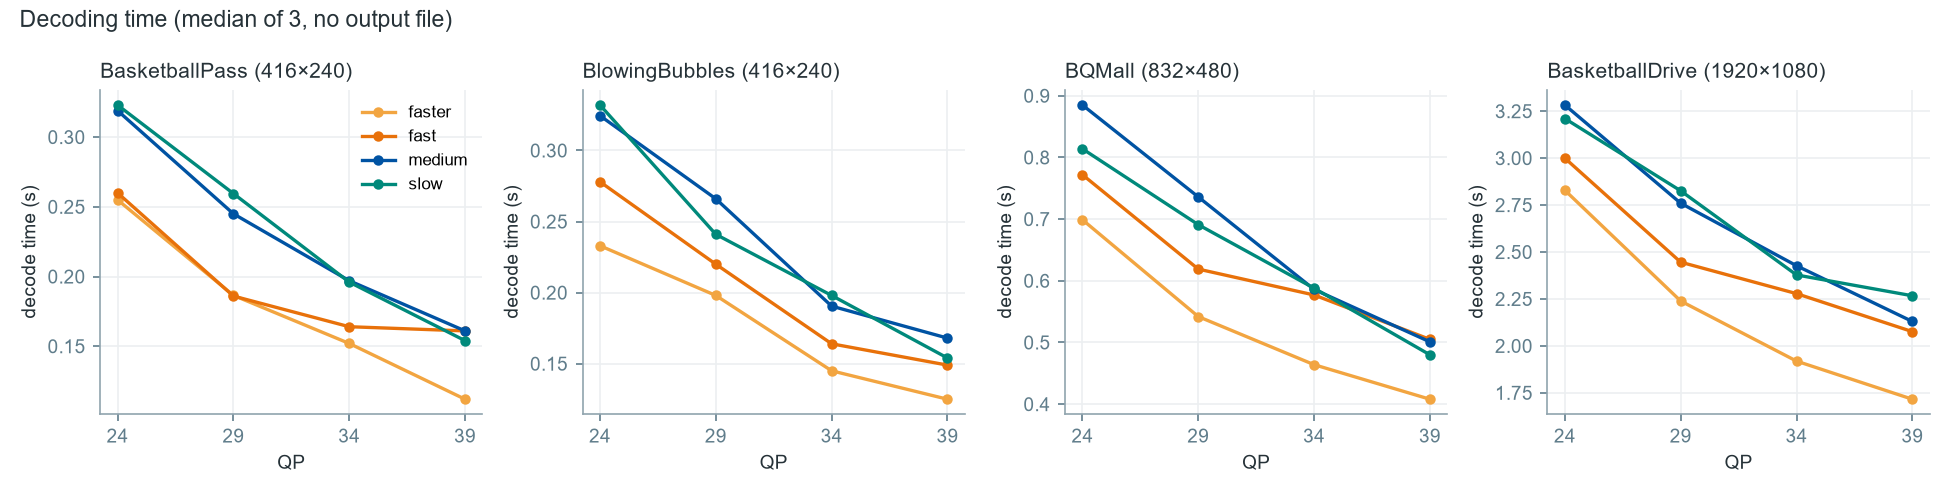 Decoding time (median of 3, no output file)
BasketballPass (416×240)
decode time (s)
0.30
0.25
0.20
0.15
24 29 34 39
QP
faster
fast
medium
slow
BlowingBubbles (416×240)
decode time (s)
0.30
0.25
0.20
0.15
24 29 34 39
QP
BQMall (832×480)
decode time (s)
0.9
0.8
0.7
0.6
0.5
0.4
24 29 34 39
QP
BasketballDrive (1920×1080)
decode time (s)
3.25
3.00
2.75
2.50
2.25
2.00
1.75
24 29 34 39
QP